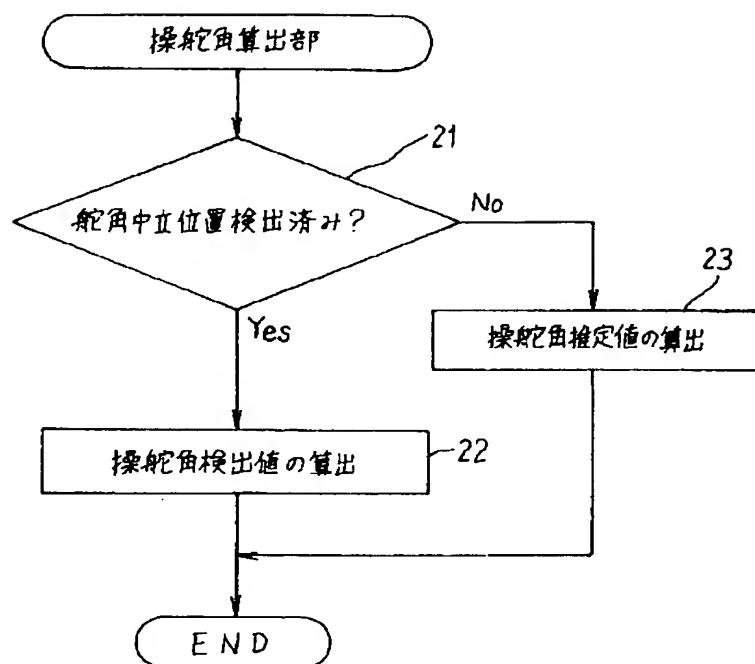 操舵角算出部
21
舵角中立位置検出済み?
No
23
Yes
操舵角推定値の算出
操舵角検出値の算出
22
END